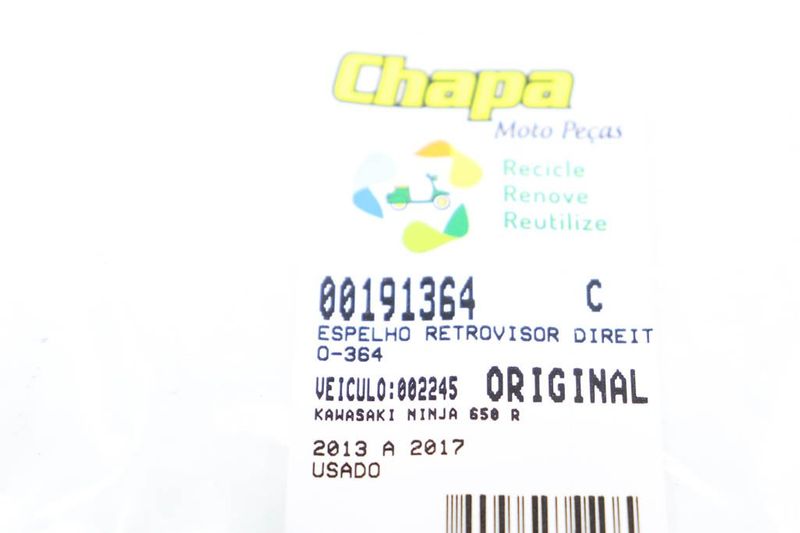 Chapa
Moto Peças
Recicle
Renove
Reutilize
00191364 C
ESPELHO RETROVISOR DIREIT
O-364
VEICULO:002245 ORIGINAL
KAWASAKI NINJA 650 R
2013 A 2017
USADO